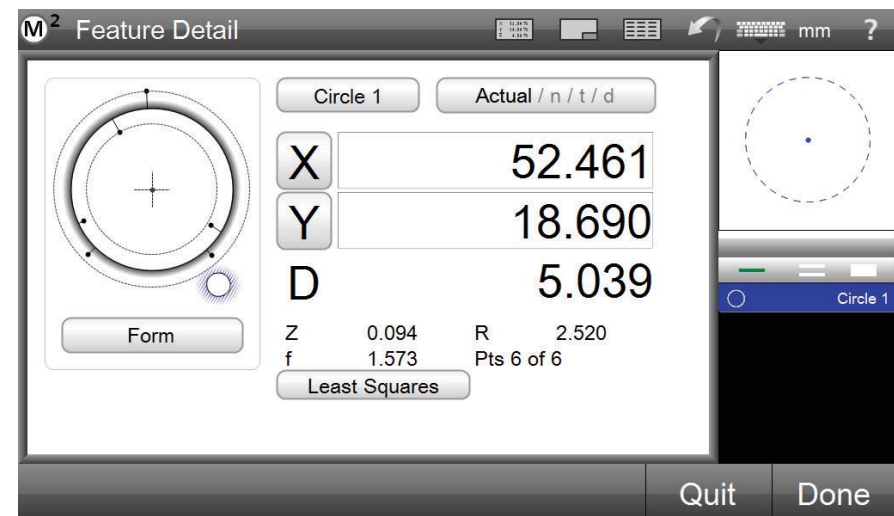 M2 Feature Detail mm ?
Circle 1 Actual / n / t / d
X 52.461
Y 18.690
D 5.039
Z 0.094 R 2.520
f 1.573 Pts 6 of 6
Form
Least Squares
Circle 1
Quit Done